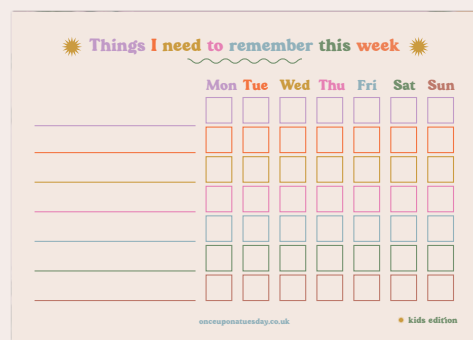 Things I need to remember this week
Mon Tue Wed Thu Fri Sat Sun
onceuponatuesday.co.uk
kids edition